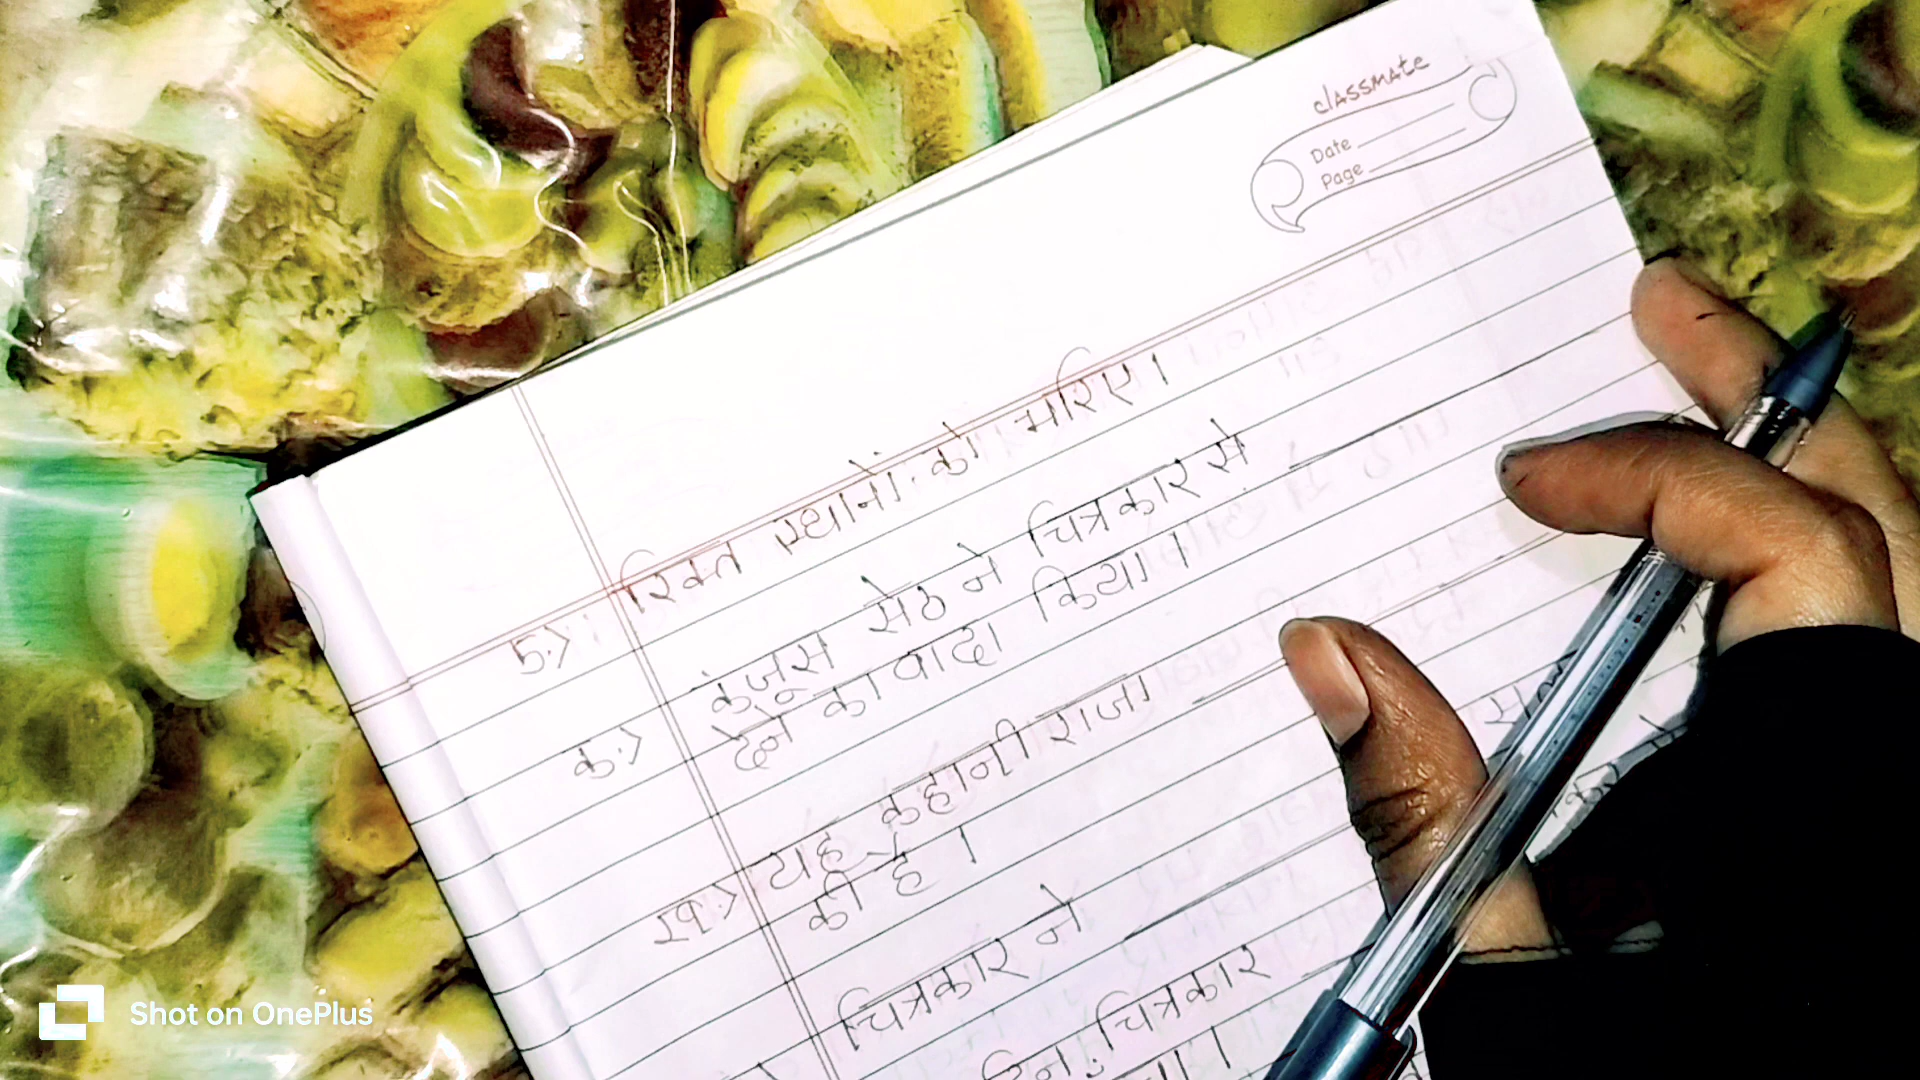 classmate
Date
Page
5.> रिक्त स्थानों को भरिए।
क.> कंजूस सेठ ने चित्रकार से
देने का वादा किया।
ख.> यह कहानी राजा
की है।
चित्रकार ने
चित्रकार
Shot on OnePlus